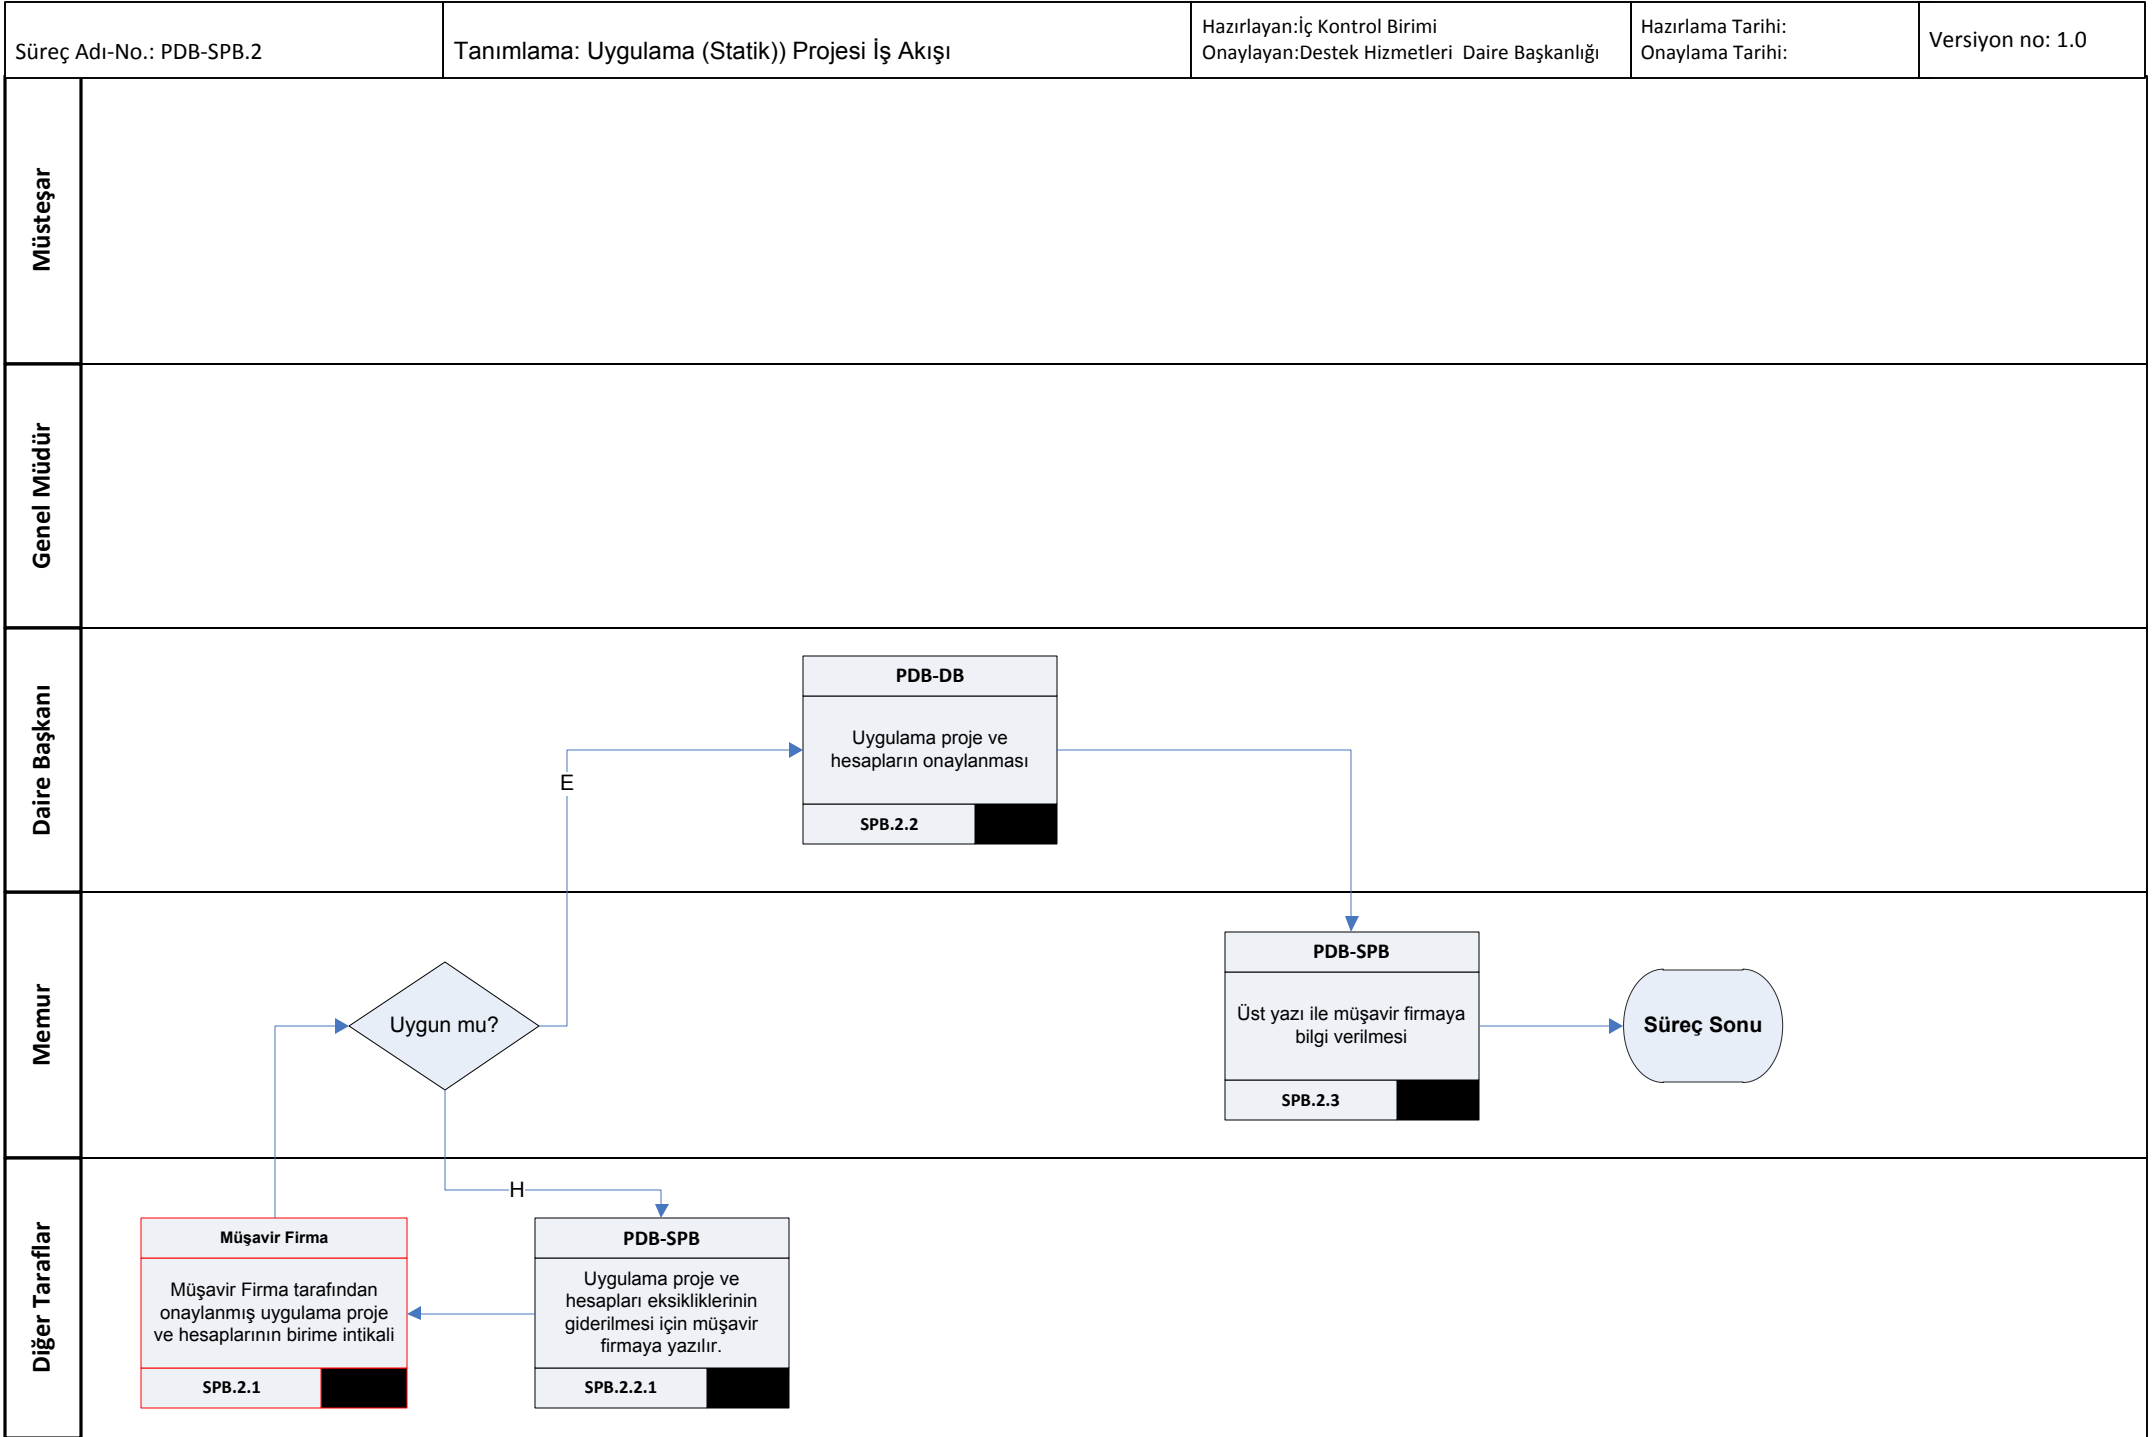 Süreç Adı-No.: PDB-SPB.2
Tanımlama: Uygulama (Statik)) Projesi İş Akışı
Hazırlayan:İç Kontrol Birimi
Onaylayan:Destek Hizmetleri Daire Başkanlığı
Hazırlama Tarihi:
Onaylama Tarihi:
Versiyon no: 1.0
Müsteşar
Genel Müdür
Daire Başkanı
PDB-DB
Uygulama proje ve
hesapların onaylanması
SPB.2.2
E
Memur
Uygun mu?
PDB-SPB
Üst yazı ile müşavir firmaya
bilgi verilmesi
SPB.2.3
Süreç Sonu
H
Diğer Taraflar
Müşavir Firma
Müşavir Firma tarafından
onaylanmış uygulama proje
ve hesaplarının birime intikali
SPB.2.1
PDB-SPB
Uygulama proje ve
hesapları eksikliklerinin
giderilmesi için müşavir
firmaya yazılır.
SPB.2.2.1